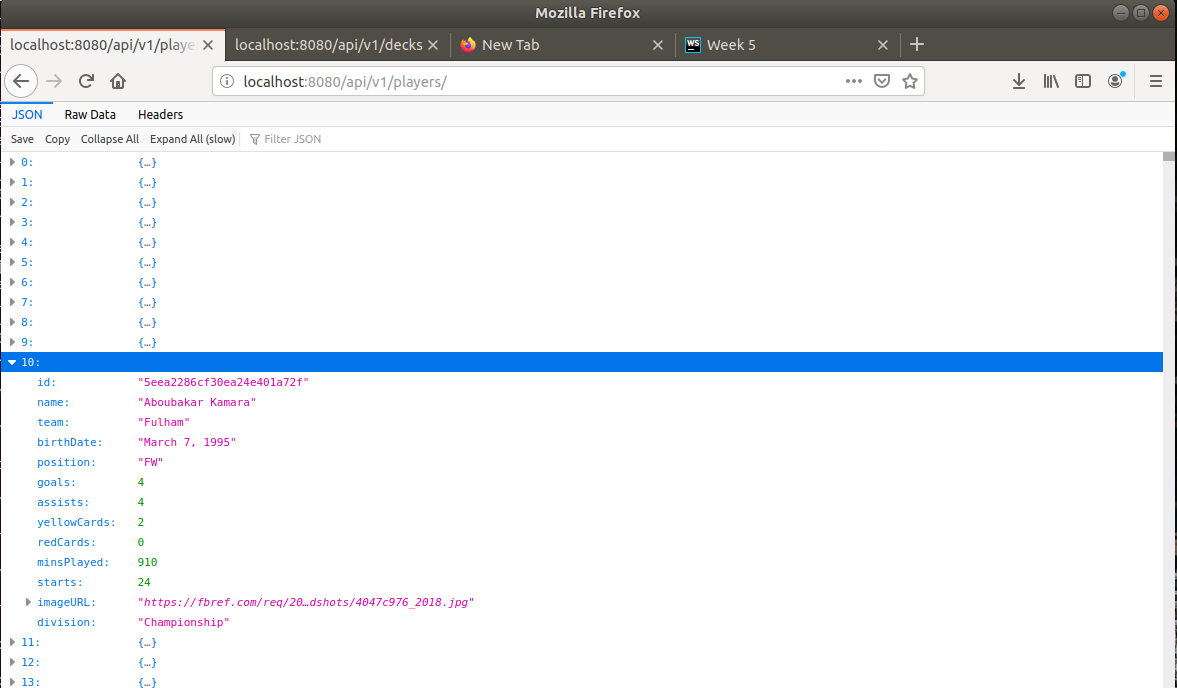 Mozilla Firefox
localhost:8080/api/v1/playe localhost:8080/api/v1/decks New Tab WS Week 5
localhost:8080/api/v1/players/
JSON Raw Data Headers
Save Copy Collapse All Expand All (slow) Filter JSON
0: {…}
1: {…}
2: {…}
3: {…}
4: {…}
5: {…}
6: {…}
7: {…}
8: {…}
9: {…}
10:
id: "5eea2286cf30ea24e401a72f"
name: "Aboubakar Kamara"
team: "Fulham"
birthDate: "March 7, 1995"
position: "FW"
goals: 4
assists: 4
yellowCards: 2
redCards: 0
minsPlayed: 910
starts: 24
imageURL: "https://fbref.com/req/20…dshots/4047c976_2018.jpg"
division: "Championship"
11: {…}
12: {…}
13: {…}